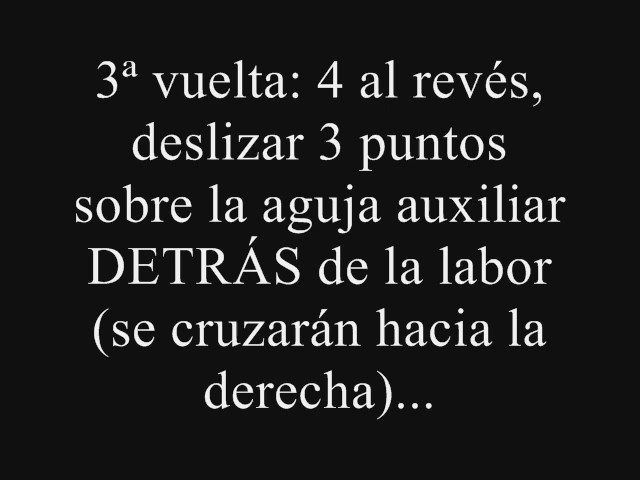 3ª vuelta: 4 al revés,
deslizar 3 puntos
sobre la aguja auxiliar
DETRÁS de la labor
(se cruzarán hacia la
derecha)...